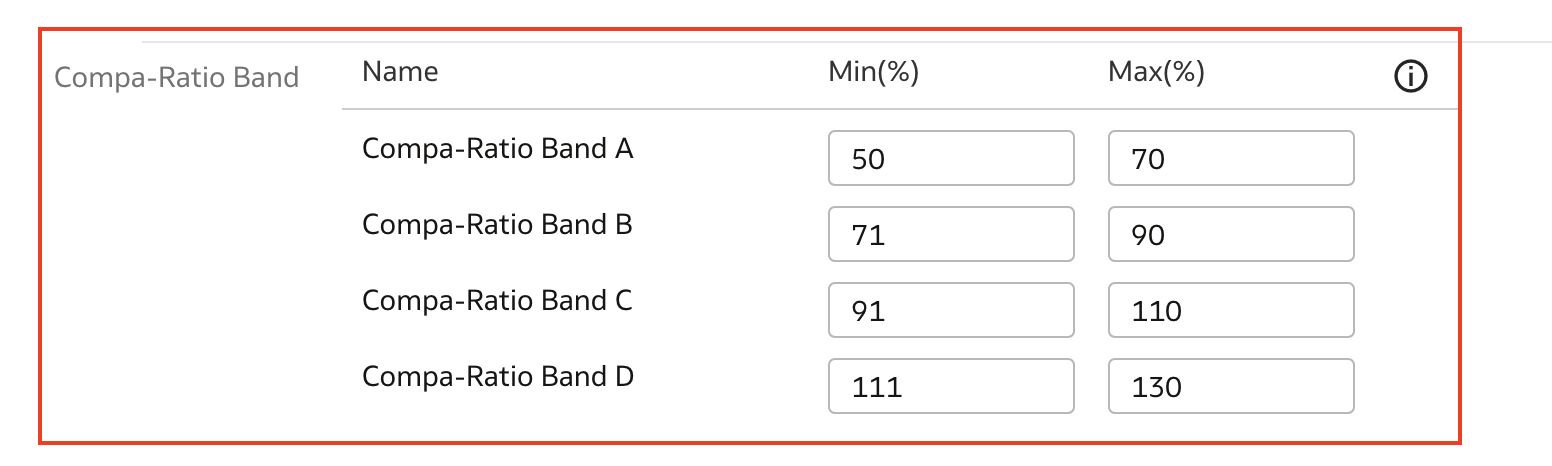 Compa-Ratio Band Name Min(%) Max(%)
Compa-Ratio Band A 50 70
Compa-Ratio Band B 71 90
Compa-Ratio Band C 91 110
Compa-Ratio Band D 111 130